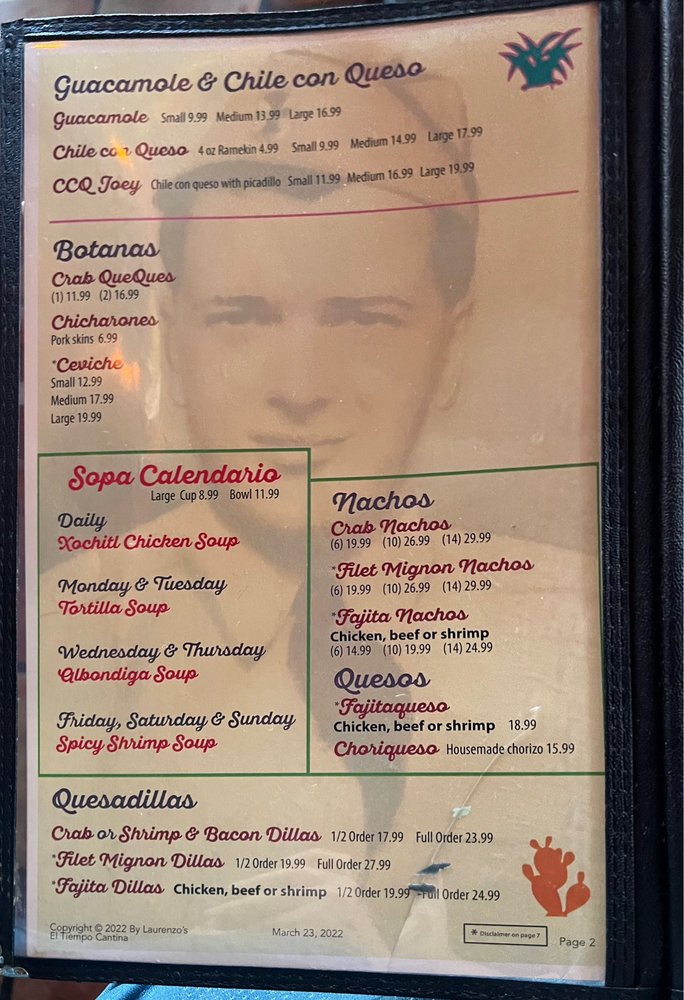 Guacamole & Chile con Queso
Guacamole Small 9.99 Medium 13.99 Large 16.99
Chile con Queso 4 oz Ramekin 4.99 Small 9.99 Medium 14.99 Large 17.99
CCQ Joey Chile con queso with picadillo Small 11.99 Medium 16.99 Large 19.99
Botanas
Crab QueQues
(1) 11.99 (2) 16.99
Chicharones
Pork skins 6.99
*Ceviche
Small 12.99
Medium 17.99
Large 19.99
Sopa Calendario
Large Cup 8.99 Bowl 11.99
Daily
Xochitl Chicken Soup
Monday & Tuesday
Tortilla Soup
Wednesday & Thursday
Albondiga Soup
Friday, Saturday & Sunday
Spicy Shrimp Soup
Nachos
Crab Nachos
(6) 19.99 (10) 26.99 (14) 29.99
*Filet Mignon Nachos
(6) 19.99 (10) 26.99 (14) 29.99
*Fajita Nachos
Chicken, beef or shrimp
(6) 14.99 (10) 19.99 (14) 24.99
Quesos
*Fajitaqueso
Chicken, beef or shrimp 18.99
Choriqueso Housemade chorizo 15.99
Quesadillas
Crab or Shrimp & Bacon Dillas 1/2 Order 17.99 Full Order 23.99
*Filet Mignon Dillas 1/2 Order 19.99 Full Order 27.99
*Fajita Dillas Chicken, beef or shrimp 1/2 Order 19.99 Full Order 24.99
Copyright © 2022 By Laurenzo's
El Tiempo Cantina
March 23, 2022
* Disclaimer on page 7
Page 2